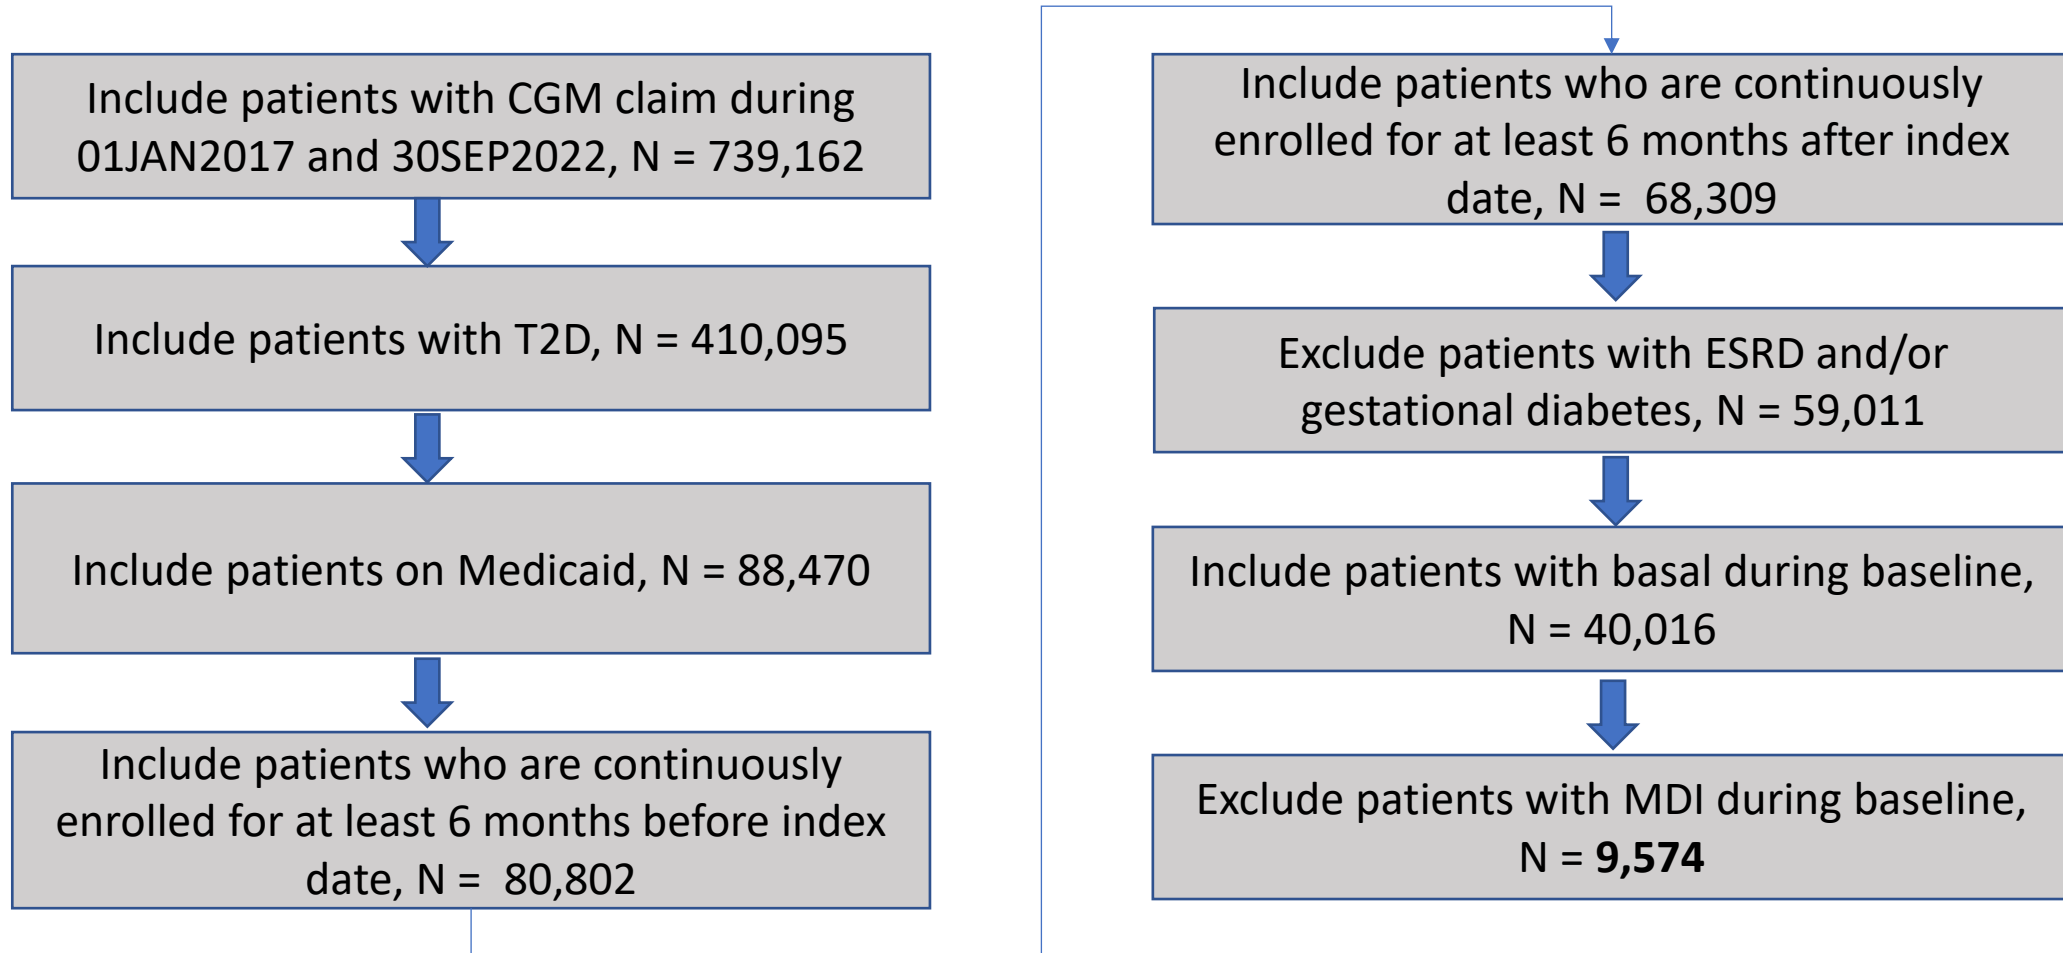 Include patients with CGM claim during
01JAN2017 and 30SEP2022, N = 739,162
Include patients with T2D, N = 410,095
Include patients on Medicaid, N = 88,470
Include patients who are continuously
enrolled for at least 6 months before index
date, N =  80,802
Include patients who are continuously
enrolled for at least 6 months after index
date, N =  68,309
Exclude patients with ESRD and/or
gestational diabetes, N = 59,011
Include patients with basal during baseline,
N = 40,016
Exclude patients with MDI during baseline,
N = 9,574